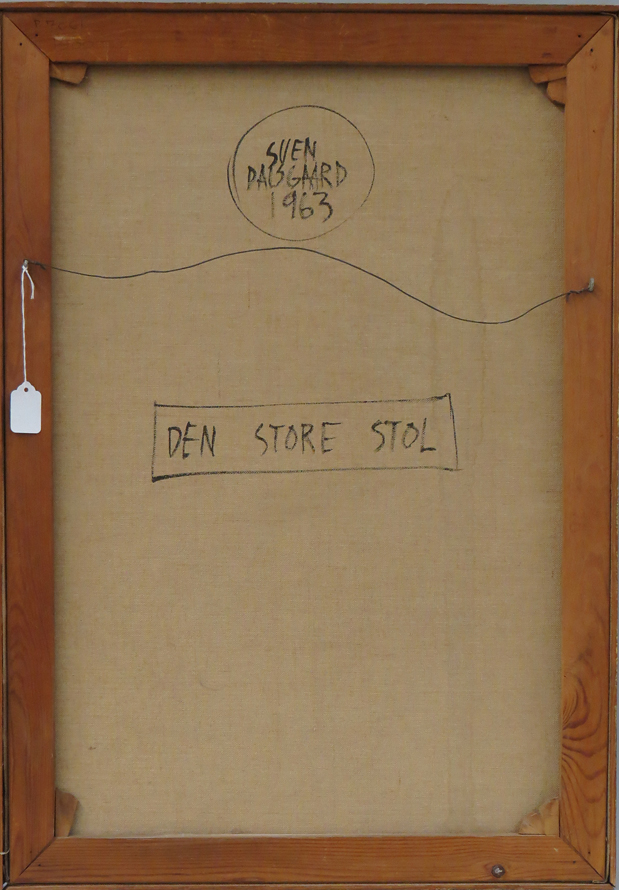 SVEN
DALSGAARD
1963
DEN STORE STOL